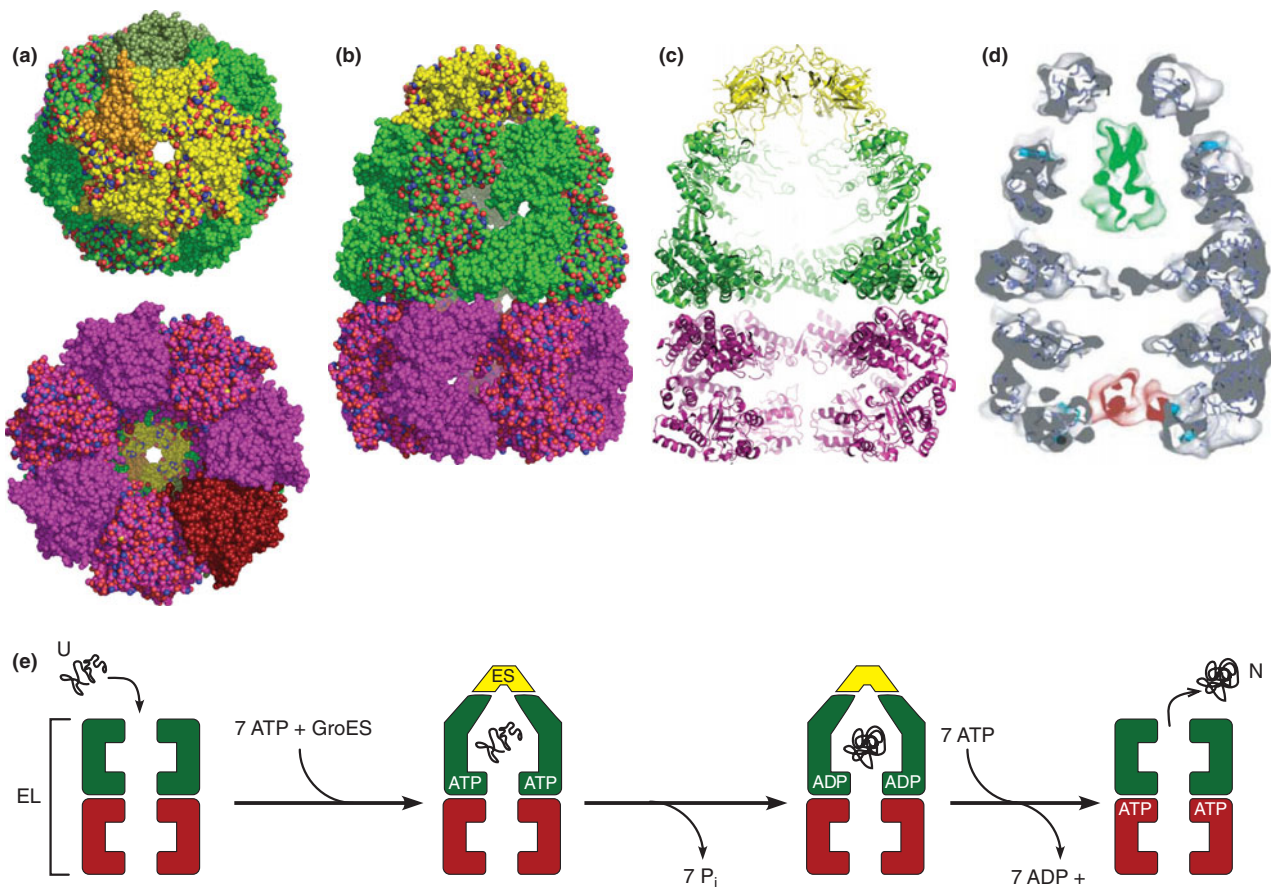 (a)
(b)
(c)
(d)
(e)
U
EL
7 ATP + GroES
ES
ATP ATP
7 Pi
ADP ADP
7 ATP
7 ADP +
N
ATP ATP